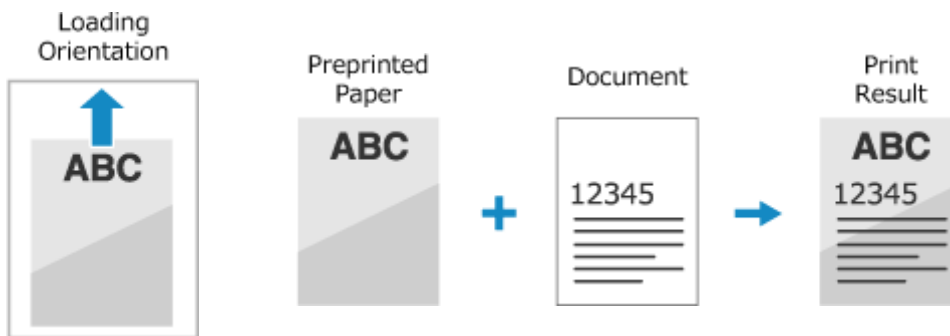 Loading
Orientation
ABC
Preprinted
Paper
ABC
Document
12345
Print
Result
ABC
12345